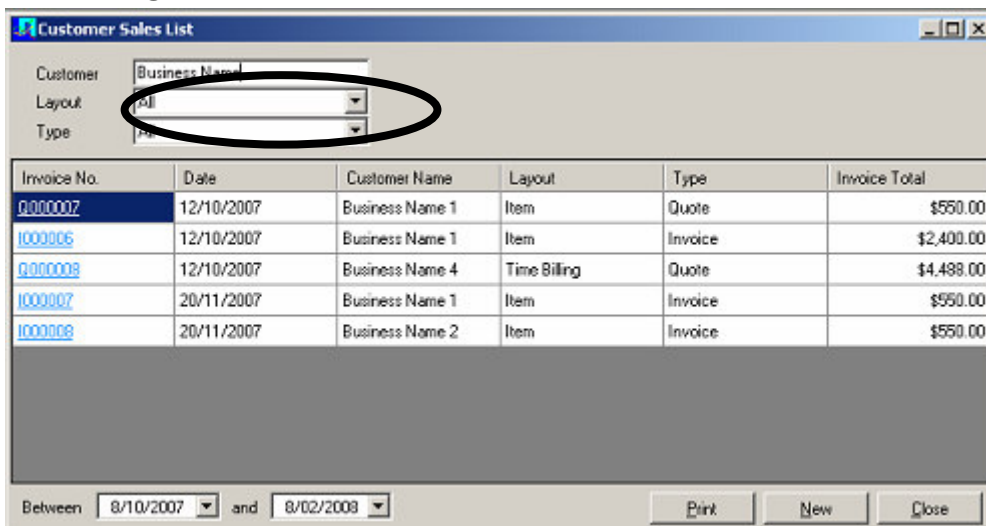 Customer Sales List
Customer Business Name
Layout All
Type All
Invoice No. Date Customer Name Layout Type Invoice Total
Q000007 12/10/2007 Business Name 1 Item Quote $550.00
I000006 12/10/2007 Business Name 1 Item Invoice $2,400.00
Q000008 12/10/2007 Business Name 4 Time Billing Quote $4,488.00
I000007 20/11/2007 Business Name 1 Item Invoice $550.00
I000008 20/11/2007 Business Name 2 Item Invoice $550.00
Between 8/10/2007 and 8/02/2008 Print New Close